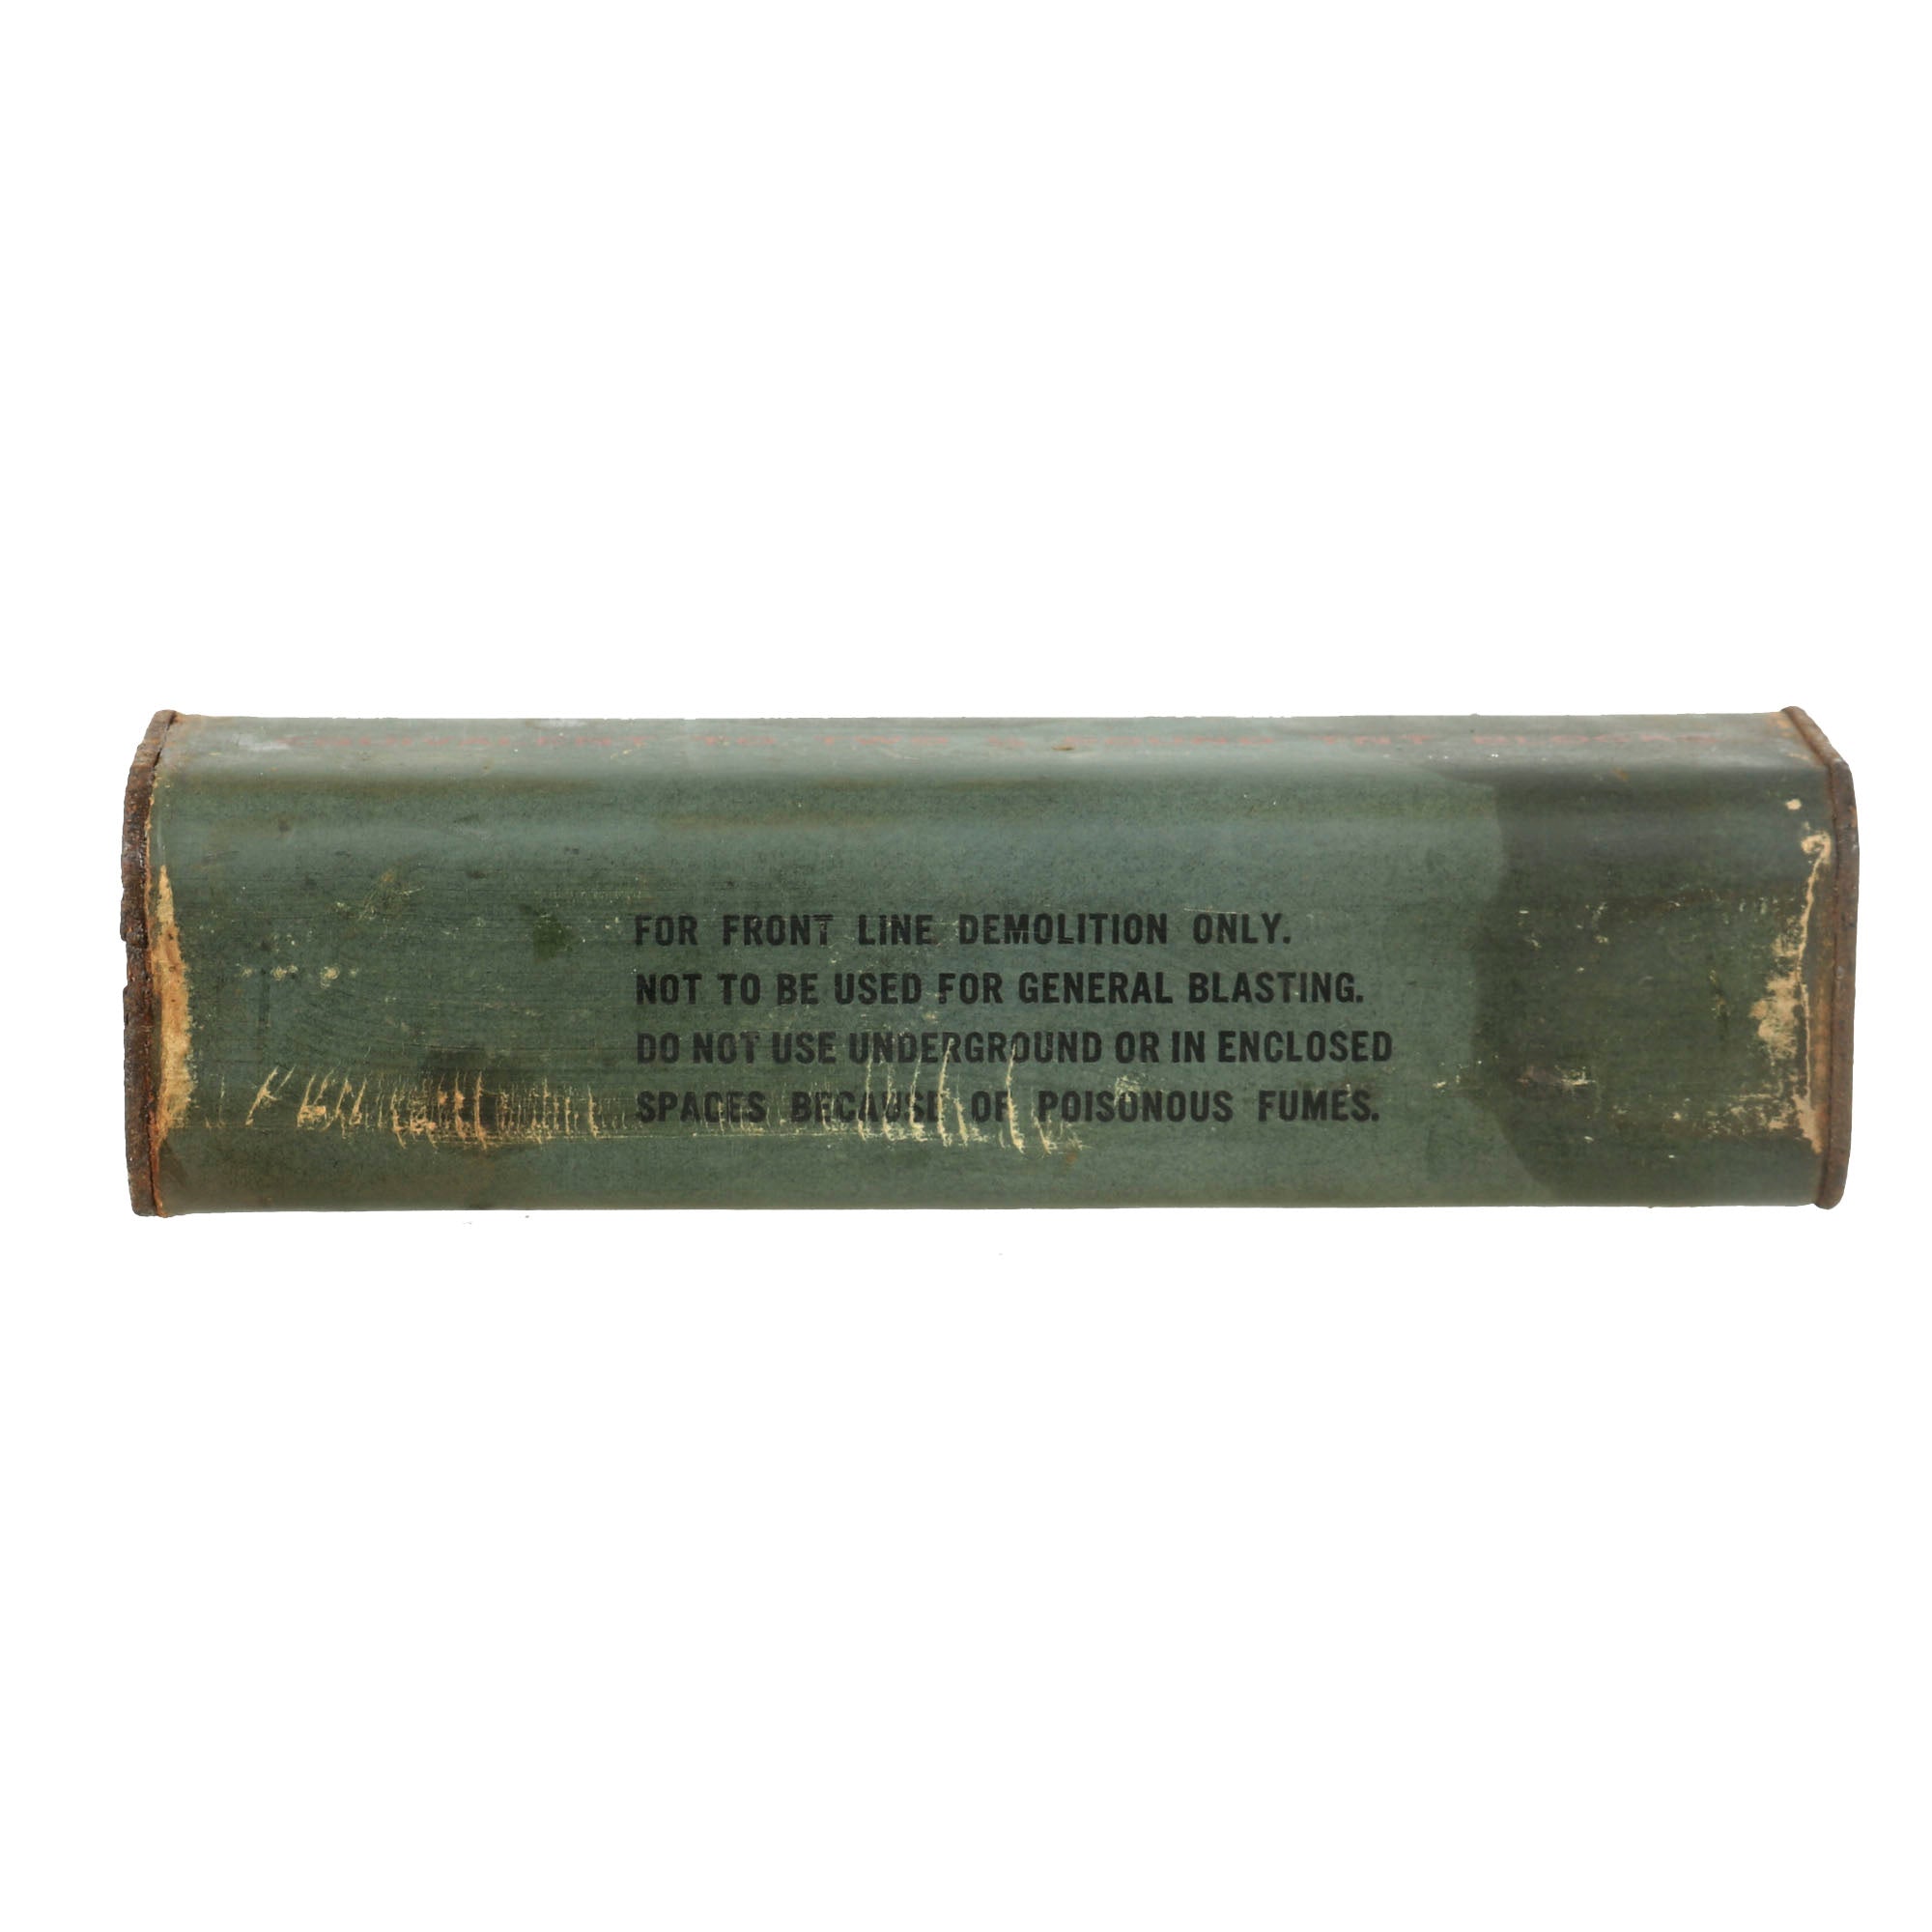 FOR FRONT LINE DEMOLITION ONLY.
NOT TO BE USED FOR GENERAL BLASTING.
DO NOT USE UNDERGROUND OR IN ENCLOSED
SPACES BECAUSE OF POISONOUS FUMES.